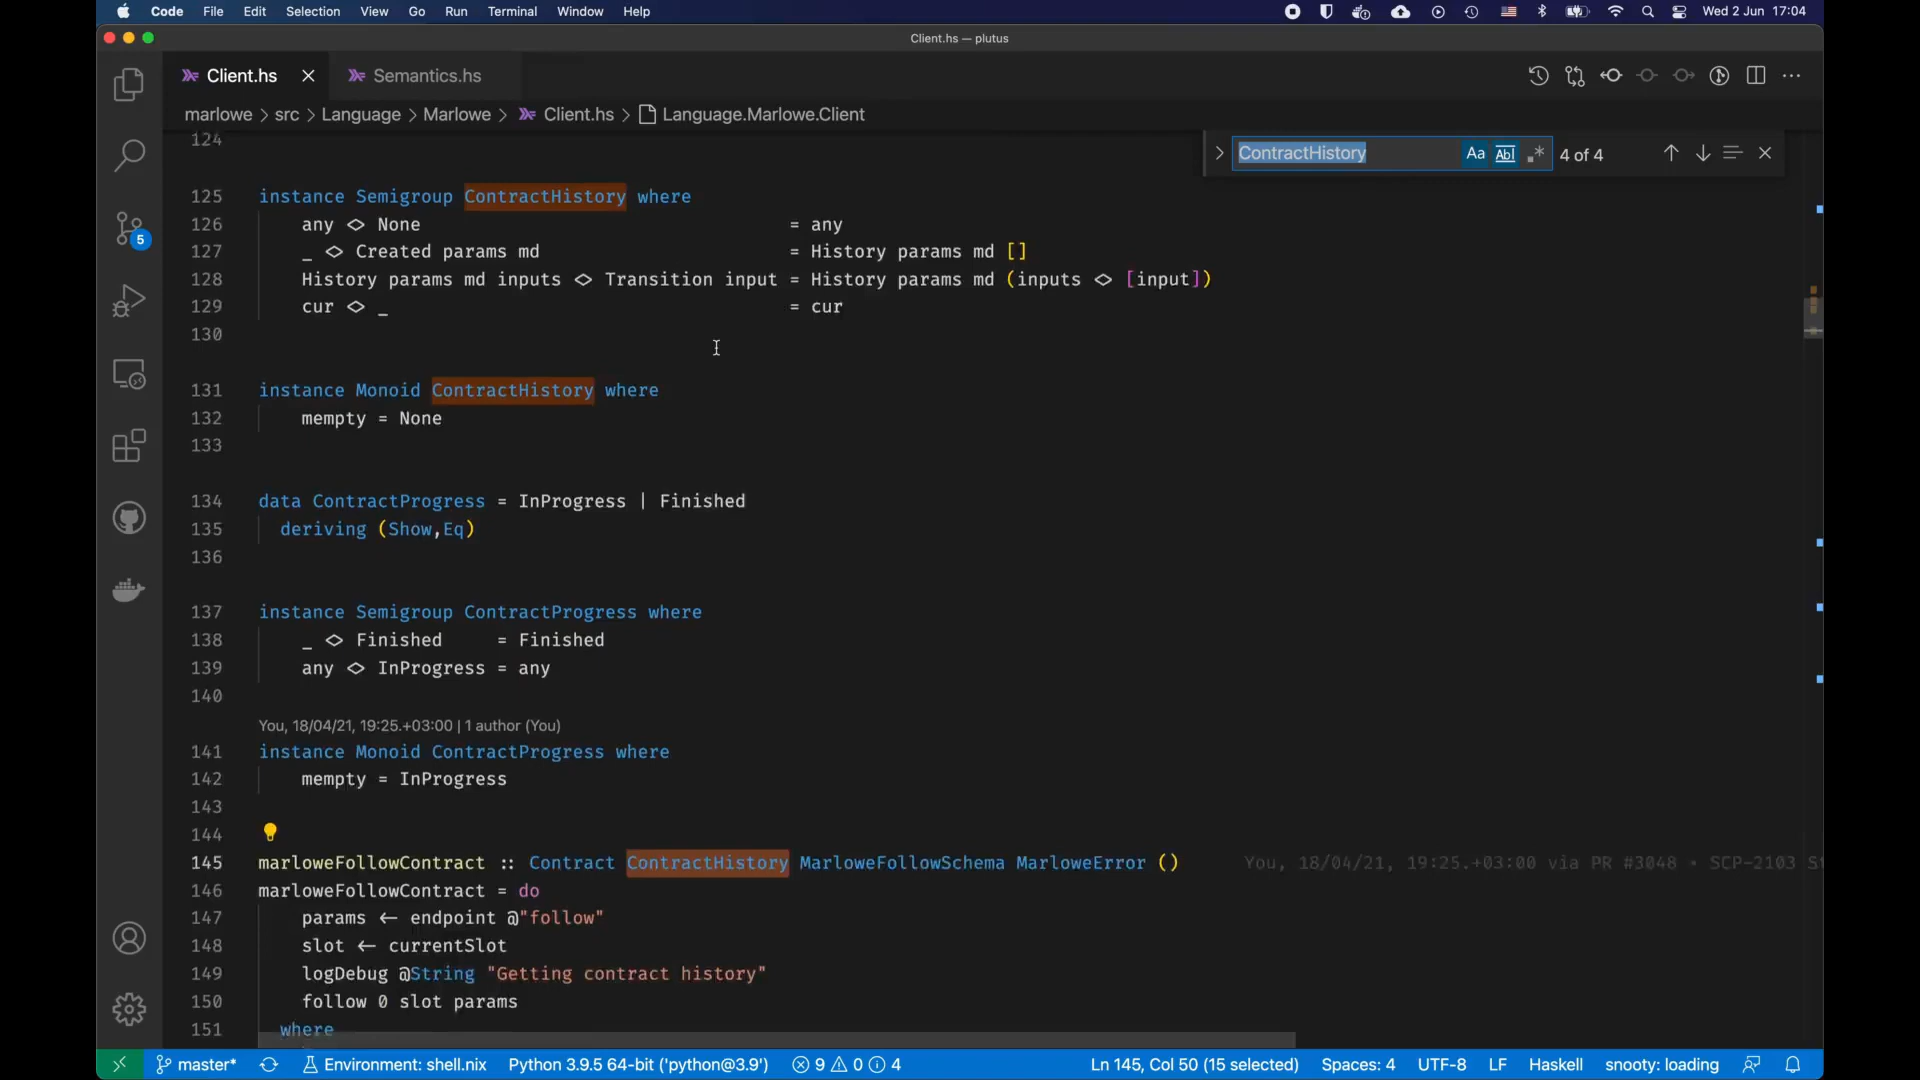 Code File Edit Selection View Go Run Terminal Window Help Wed 2 Jun 17:04
Client.hs — plutus
Client.hs Semantics.hs
marlowe > src > Language > Marlowe > Client.hs > Language.Marlowe.Client
ContractHistory Aa Abl .* 4 of 4
124
125 instance Semigroup ContractHistory where
126 any <> None = any
127 _ <> Created params md = History params md []
128 History params md inputs <> Transition input = History params md (inputs <> [input])
129 cur <> _ = cur
130
131 instance Monoid ContractHistory where
132 mempty = None
133
134 data ContractProgress = InProgress | Finished
135 deriving (Show,Eq)
136
137 instance Semigroup ContractProgress where
138 _ <> Finished = Finished
139 any <> InProgress = any
140
You, 18/04/21, 19:25.+03:00 | 1 author (You)
141 instance Monoid ContractProgress where
142 mempty = InProgress
143
144
145 marloweFollowContract :: Contract ContractHistory MarloweFollowSchema MarloweError () You, 18/04/21, 19:25.+03:00 via PR #3048 • SCP-2103
146 marloweFollowContract = do
147 params <- endpoint @"follow"
148 slot <- currentSlot
149 logDebug @String "Getting contract history"
150 follow 0 slot params
151 where
5
master* Environment: shell.nix Python 3.9.5 64-bit ('python@3.9') 9 0 4 Ln 145, Col 50 (15 selected) Spaces: 4 UTF-8 LF Haskell snooty: loading